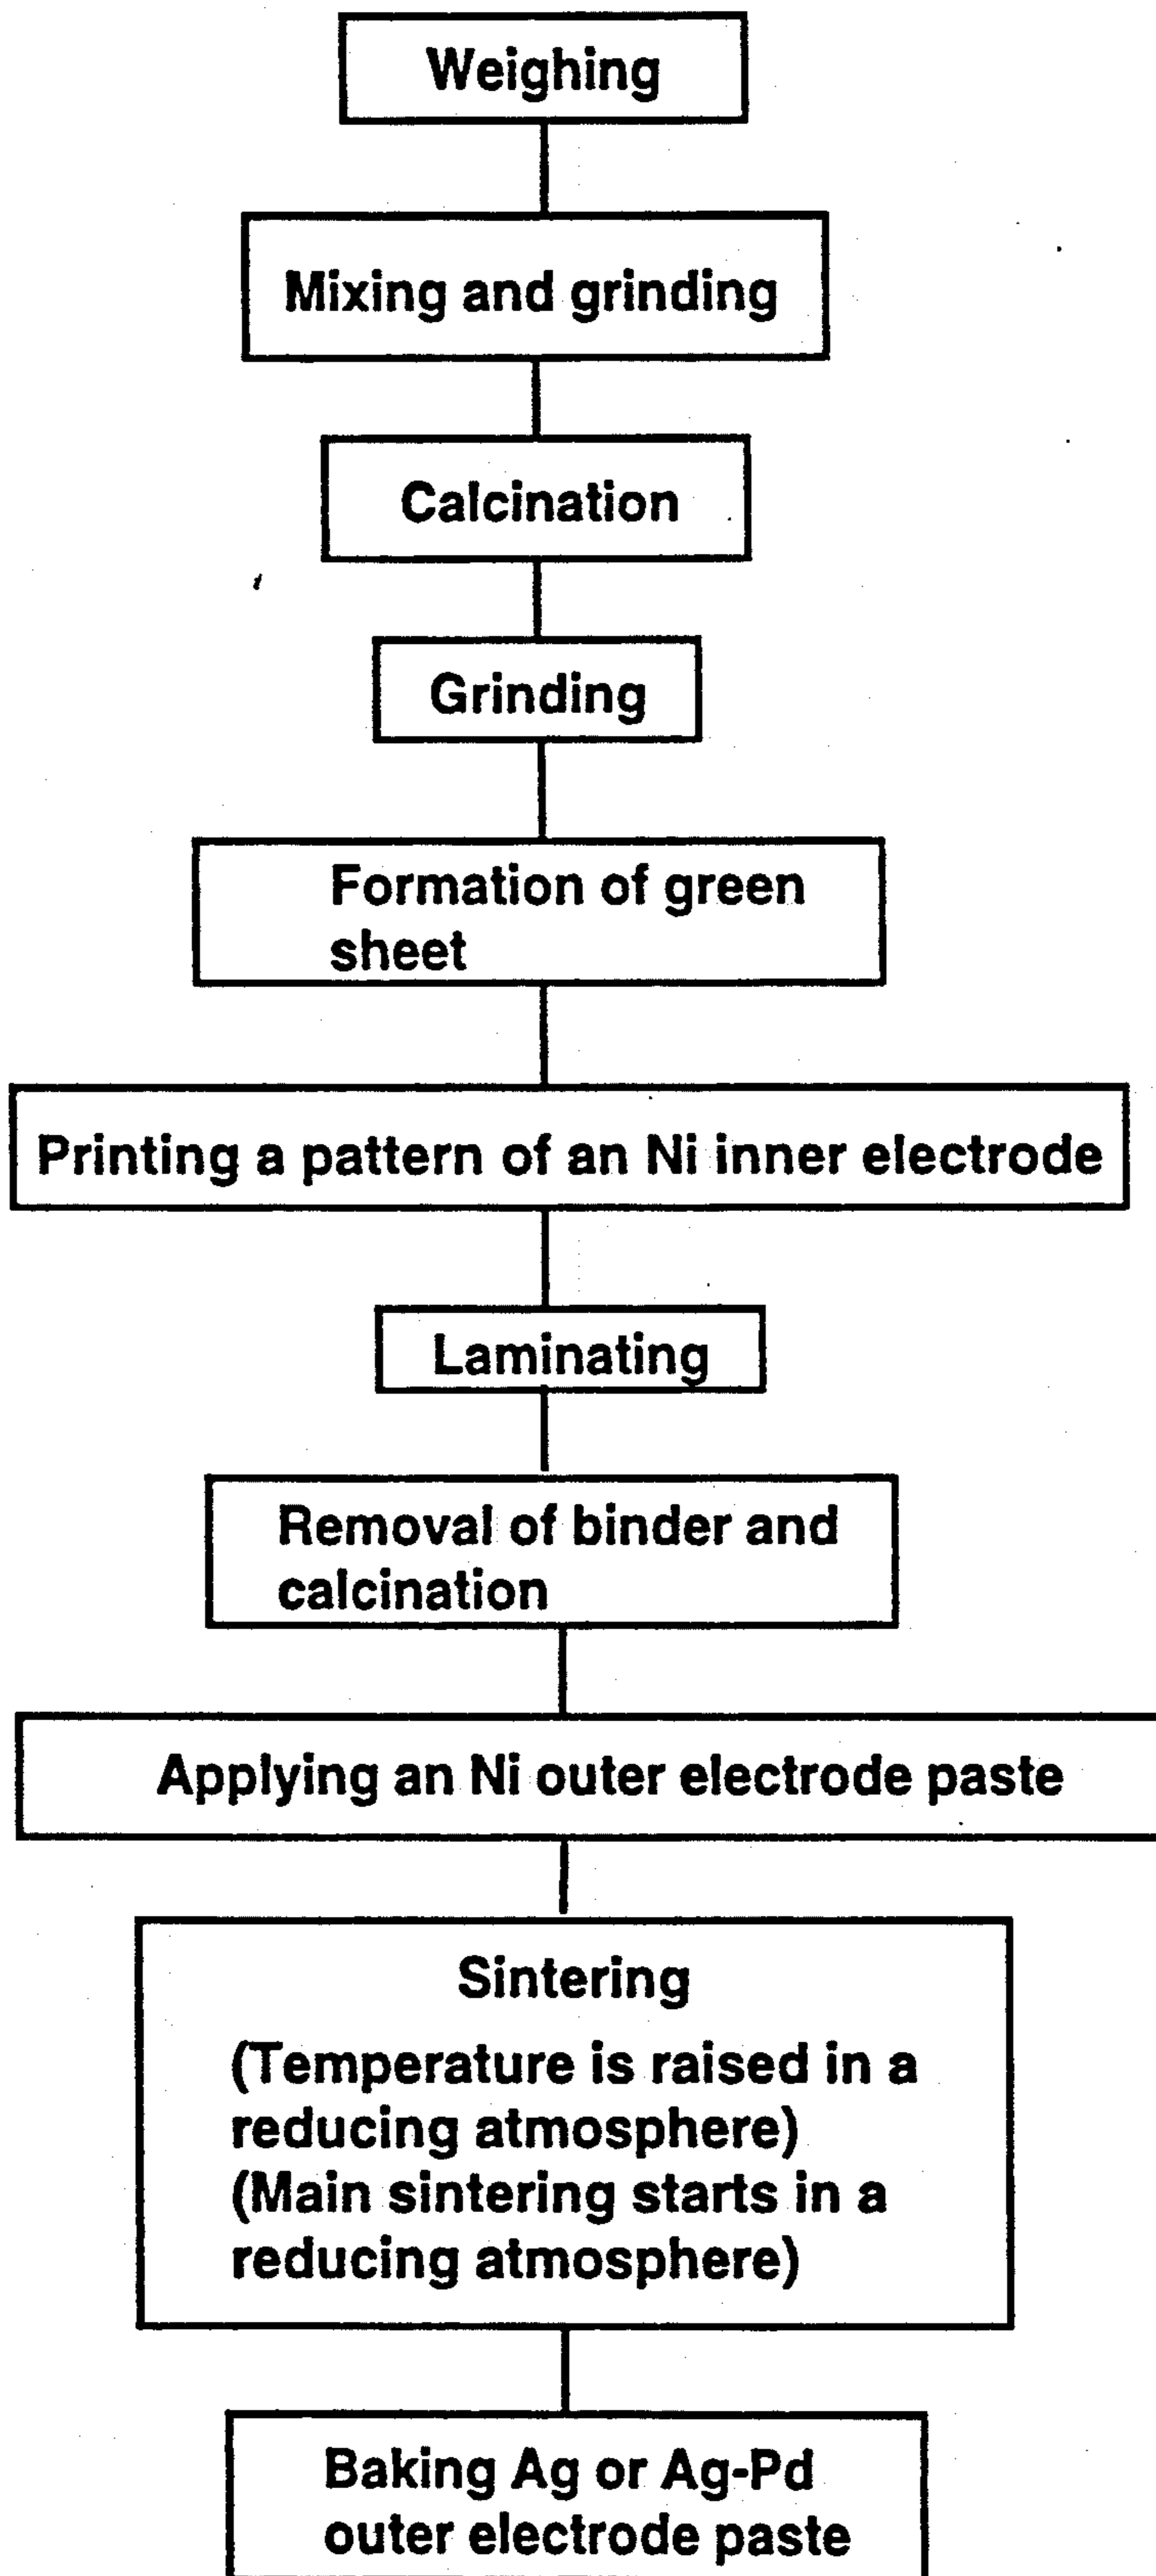 Weighing
Mixing and grinding
Calcination
Grinding
Formation of green
sheet
Printing a pattern of an Ni inner electrode
Laminating
Removal of binder and
calcination
Applying an Ni outer electrode paste
Sintering
(Temperature is raised in a
reducing atmosphere)
(Main sintering starts in a
reducing atmosphere)
Baking Ag or Ag-Pd
outer electrode paste